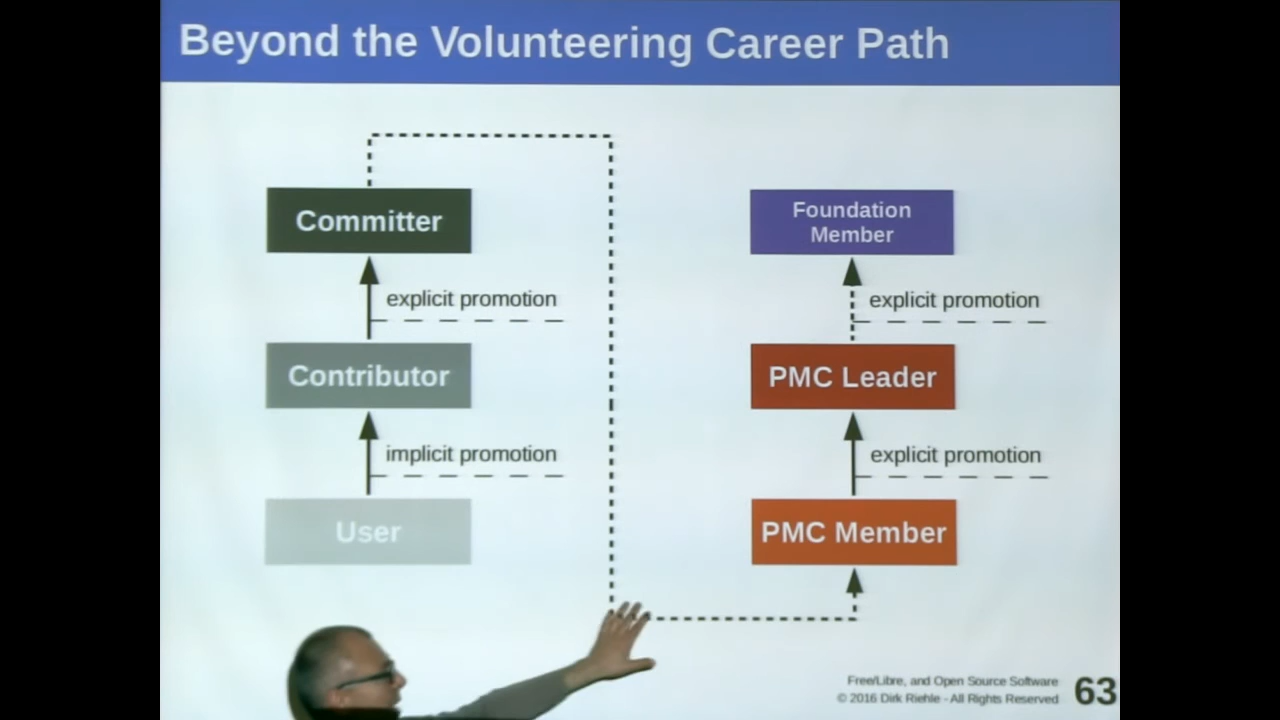 Beyond the Volunteering Career Path
Committer
explicit promotion
Contributor
implicit promotion
User
Foundation
Member
explicit promotion
PMC Leader
explicit promotion
PMC Member
Free/Libre, and Open Source Software
© 2016 Dirk Riehle - All Rights Reserved
63